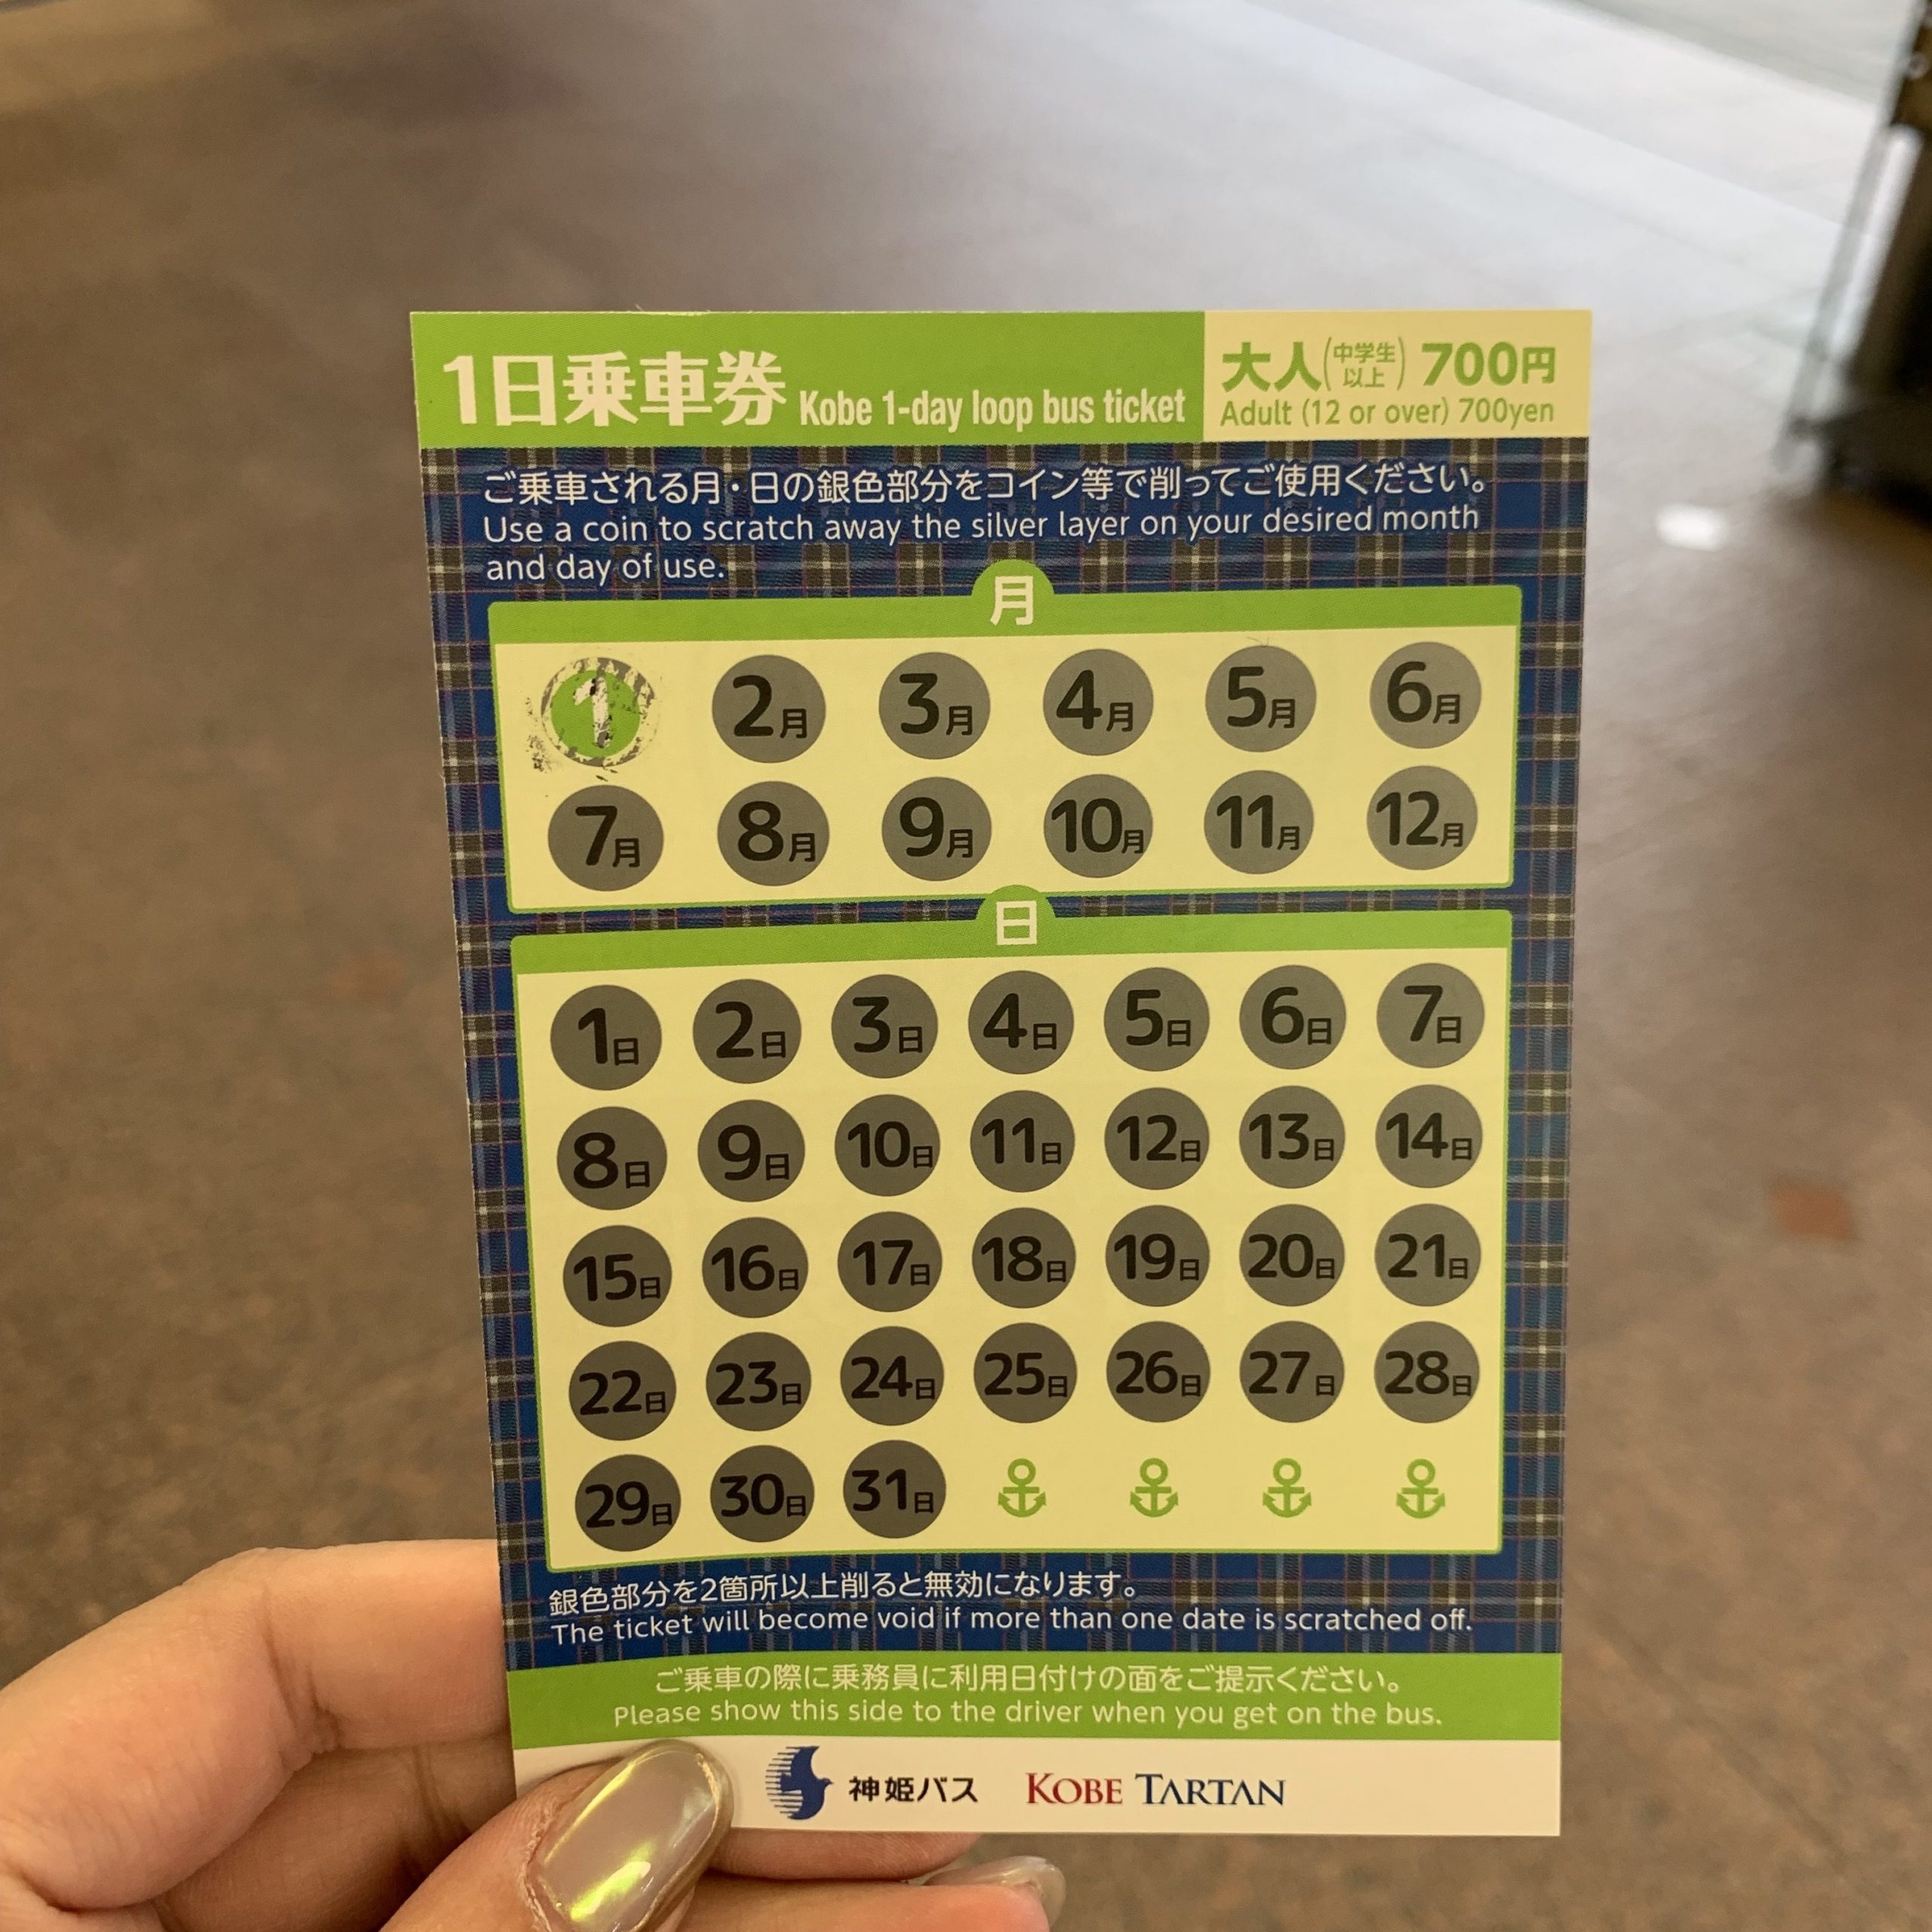 1日乗車券 Kobe 1-day loop bus ticket
大人(中学生以上) 700円
Adult (12 or over) 700yen
ご乗車される月・日の銀色部分をコイン等で削ってご使用ください。
Use a coin to scratch away the silver layer on your desired month
and day of use.
月
1 2月 3月 4月 5月 6月
7月 8月 9月 10月 11月 12月
日
1日 2日 3日 4日 5日 6日 7日
8日 9日 10日 11日 12日 13日 14日
15日 16日 17日 18日 19日 20日 21日
22日 23日 24日 25日 26日 27日 28日
29日 30日 31日
銀色部分を2箇所以上削ると無効になります。
The ticket will become void if more than one date is scratched off.
ご乗車の際に乗務員に利用日付けの面をご提示ください。
Please show this side to the driver when you get on the bus.
神姫バス KOBE TARTAN